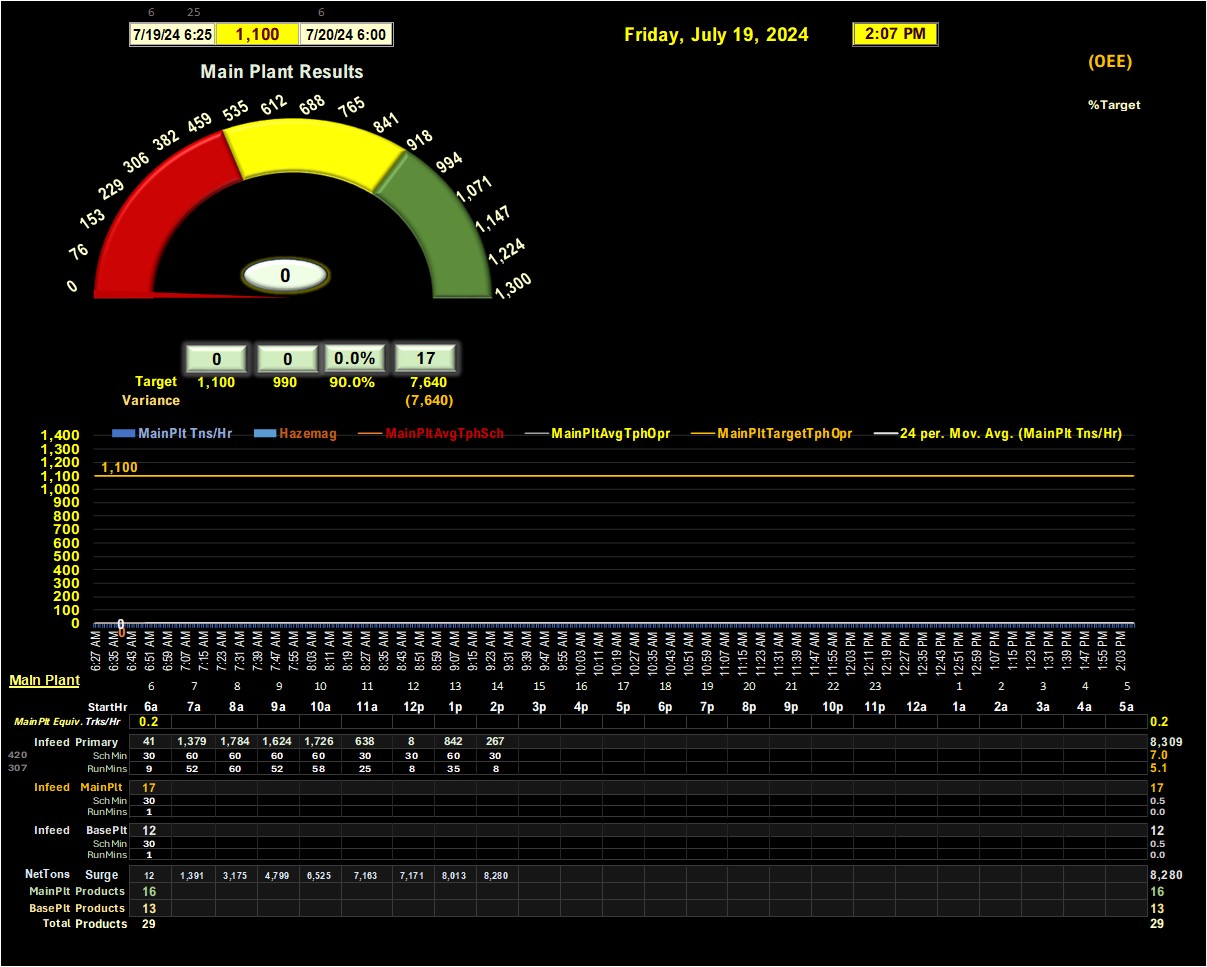 6 25 6
7/19/24 6:25 1,100 7/20/24 6:00 Friday, July 19, 2024 2:07 PM
(OEE)
Main Plant Results
%Target
0 76 153 229 306 382 459 535 612 688 765 841 918 994 1,071 1,147 1,224 1,300
0
0 0 0.0% 17
Target 1,100 990 90.0% 7,640
Variance (7,640)
MainPlt Tns/Hr Hazemag MainPltAvgTphSch MainPltAvgTphOpr MainPltTargetTphOpr 24 per. Mov. Avg. (MainPlt Tns/Hr)
1,400
1,300
1,200
1,100
1,000
900
800
700
600
500
400
300
200
100
0
1,100
0
0
6:27 AM 6:35 AM 6:43 AM 6:51 AM 6:59 AM 7:07 AM 7:15 AM 7:23 AM 7:31 AM 7:39 AM 7:47 AM 7:55 AM 8:03 AM 8:11 AM 8:19 AM 8:27 AM 8:35 AM 8:43 AM 8:51 AM 8:59 AM 9:07 AM 9:15 AM 9:23 AM 9:31 AM 9:39 AM 9:47 AM 9:55 AM 10:03 AM 10:11 AM 10:19 AM 10:27 AM 10:35 AM 10:43 AM 10:51 AM 10:59 AM 11:07 AM 11:15 AM 11:23 AM 11:31 AM 11:39 AM 11:47 AM 11:55 AM 12:03 PM 12:11 PM 12:19 PM 12:27 PM 12:35 PM 12:43 PM 12:51 PM 12:59 PM 1:07 PM 1:15 PM 1:23 PM 1:31 PM 1:39 PM 1:47 PM 1:55 PM 2:03 PM
Main Plant 6 7 8 9 10 11 12 13 14 15 16 17 18 19 20 21 22 23 1 2 3 4 5
StartHr 6a 7a 8a 9a 10a 11a 12p 1p 2p 3p 4p 5p 6p 7p 8p 9p 10p 11p 12a 1a 2a 3a 4a 5a
MainPlt Equiv. Trks/Hr 0.2 0.2
Infeed Primary 41 1,379 1,784 1,624 1,726 638 8 842 267 8,309
420 Sch Min 30 60 60 60 60 30 30 60 30 7.0
307 RunMins 9 52 60 52 58 25 8 35 8 5.1
Infeed MainPlt 17 17
Sch Min 30 0.5
RunMins 1 0.0
Infeed BasePlt 12 12
Sch Min 30 0.5
RunMins 1 0.0
NetTons Surge 12 1,391 3,175 4,799 6,525 7,163 7,171 8,013 8,280 8,280
MainPlt Products 16 16
BasePlt Products 13 13
Total Products 29 29